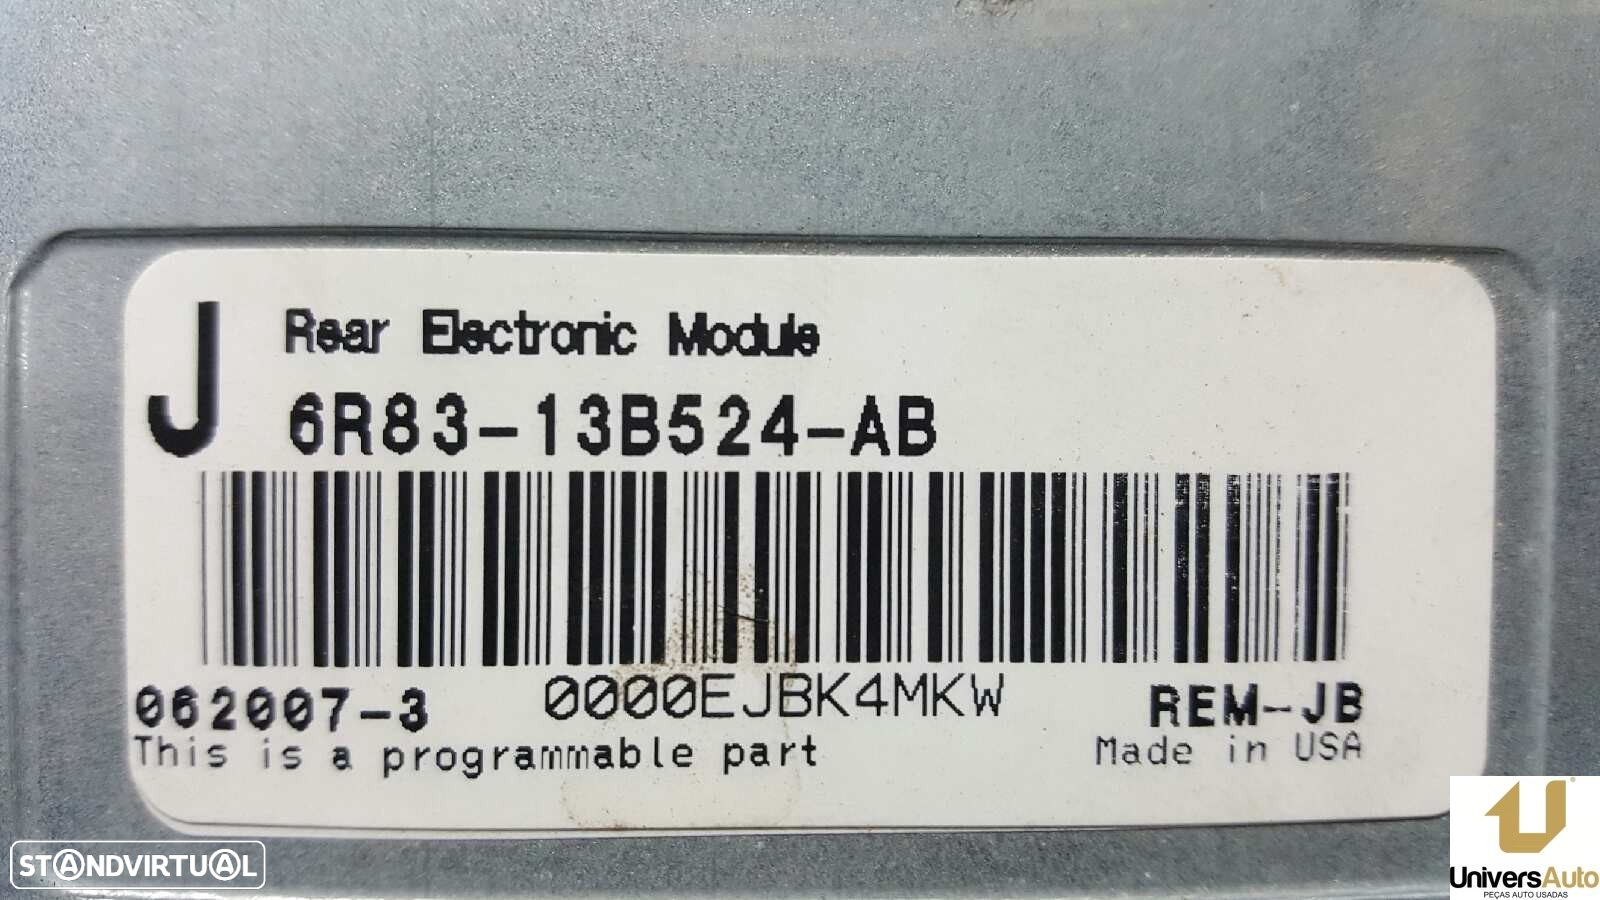 J
Rear Electronic Module
6R83-13B524-AB
062007-3 0000EJBK4MKW REM-JB
This is a programmable part Made in USA
STANDVIRTUAL
UniversAuto
PEÇAS AUTO USADAS